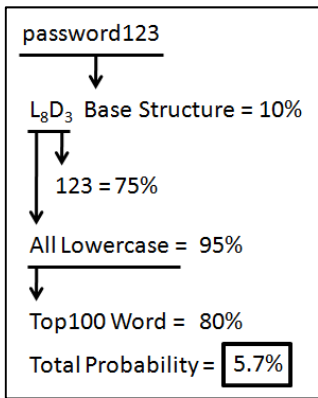 password123
L₈D₃ Base Structure = 10%
123 = 75%
All Lowercase = 95%
Top100 Word = 80%
Total Probability = 5.7%